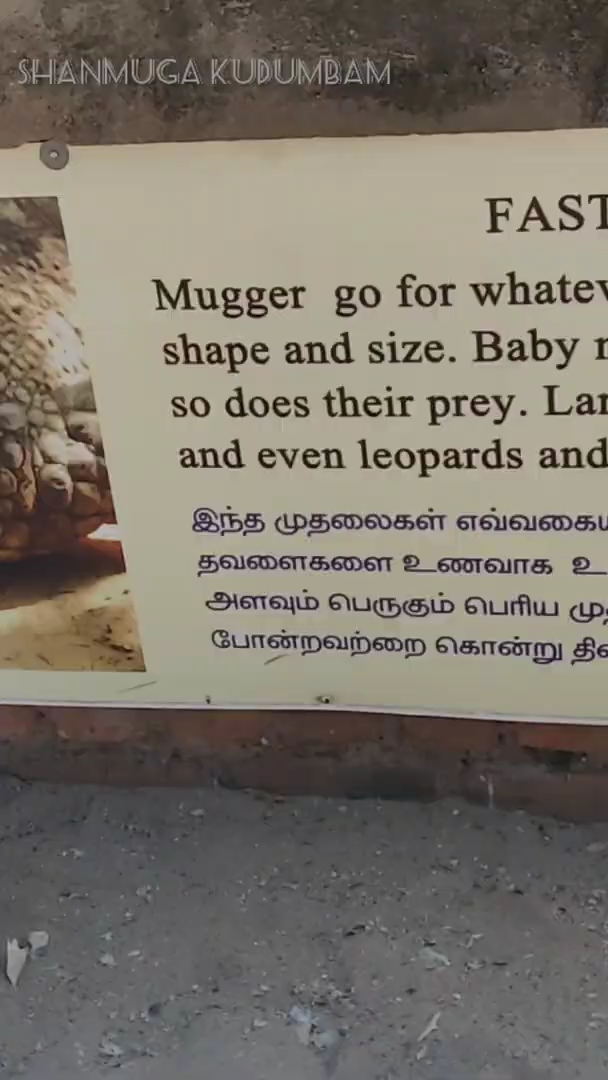 SHANMUGA KUDUMBAM
FAST
Mugger go for whatev
shape and size. Baby
so does their prey. Lar
and even leopards and
இந்த முதலைகள் எவ்வகைய
தவளைகளை உணவாக உ
அளவும் பெருகும் பெரிய மு
போன்றவற்றை கொன்று தி